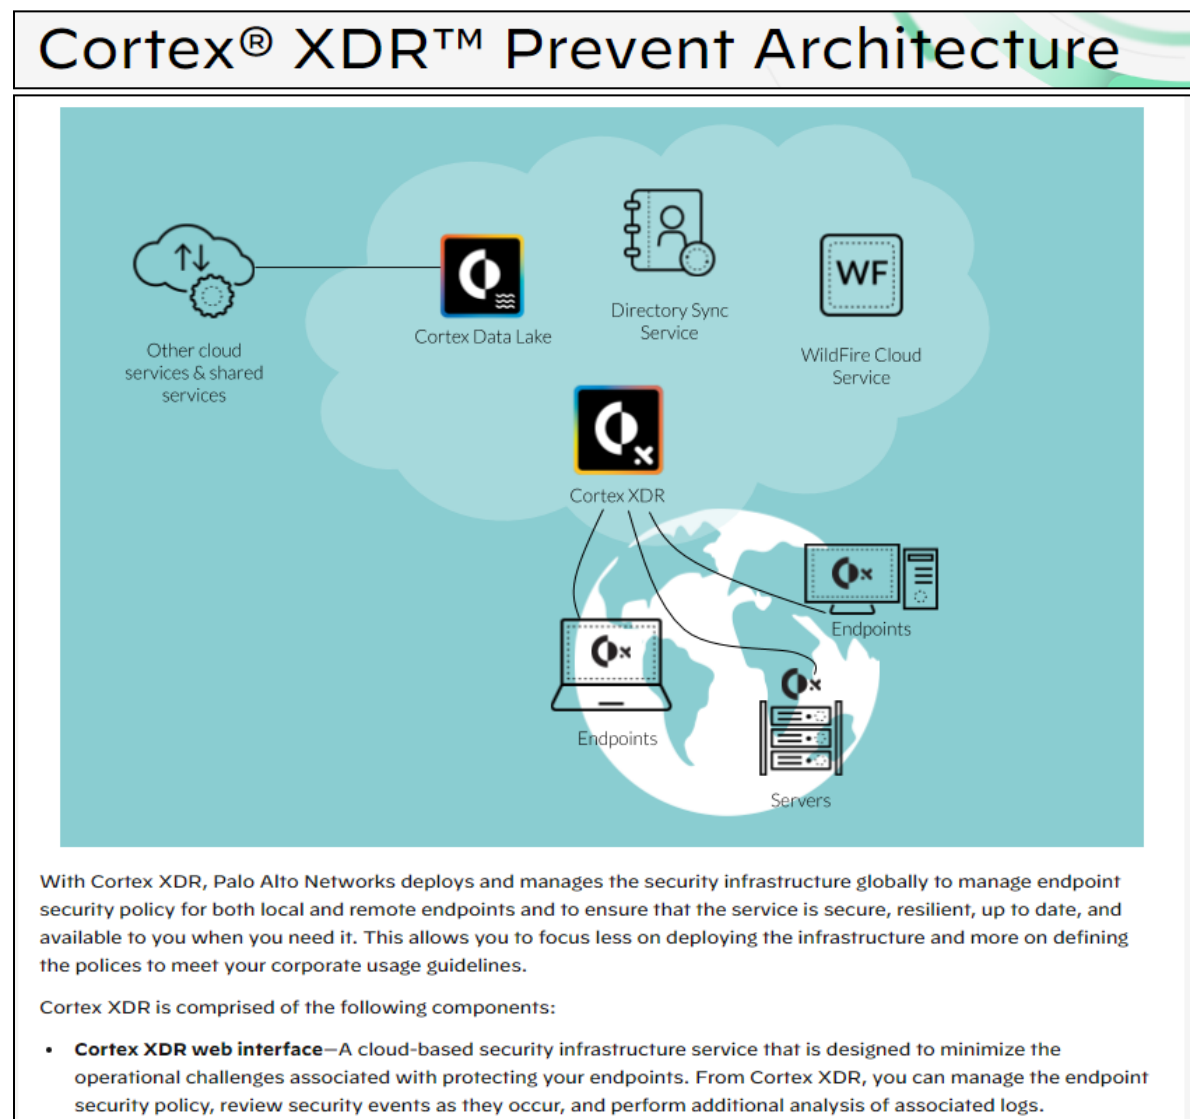 Cortex® XDR™ Prevent Architecture
Other cloud
services & shared
services
Cortex Data Lake
Directory Sync
Service
WF
WildFire Cloud
Service
Cortex XDR
Endpoints
Endpoints
Servers
With Cortex XDR, Palo Alto Networks deploys and manages the security infrastructure globally to manage endpoint
security policy for both local and remote endpoints and to ensure that the service is secure, resilient, up to date, and
available to you when you need it. This allows you to focus less on deploying the infrastructure and more on defining
the polices to meet your corporate usage guidelines.
Cortex XDR is comprised of the following components:
• Cortex XDR web interface—A cloud-based security infrastructure service that is designed to minimize the
operational challenges associated with protecting your endpoints. From Cortex XDR, you can manage the endpoint
security policy, review security events as they occur, and perform additional analysis of associated logs.